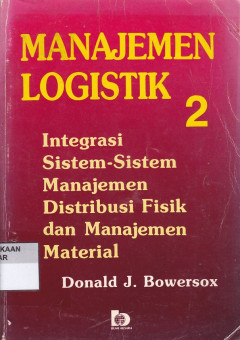 MANAJEMEN
LOGISTIK 2
Integrasi
Sistem-Sistem
Manajemen
Distribusi Fisik
dan Manajemen
Material
KAAN
AR
Donald J. Bowersox